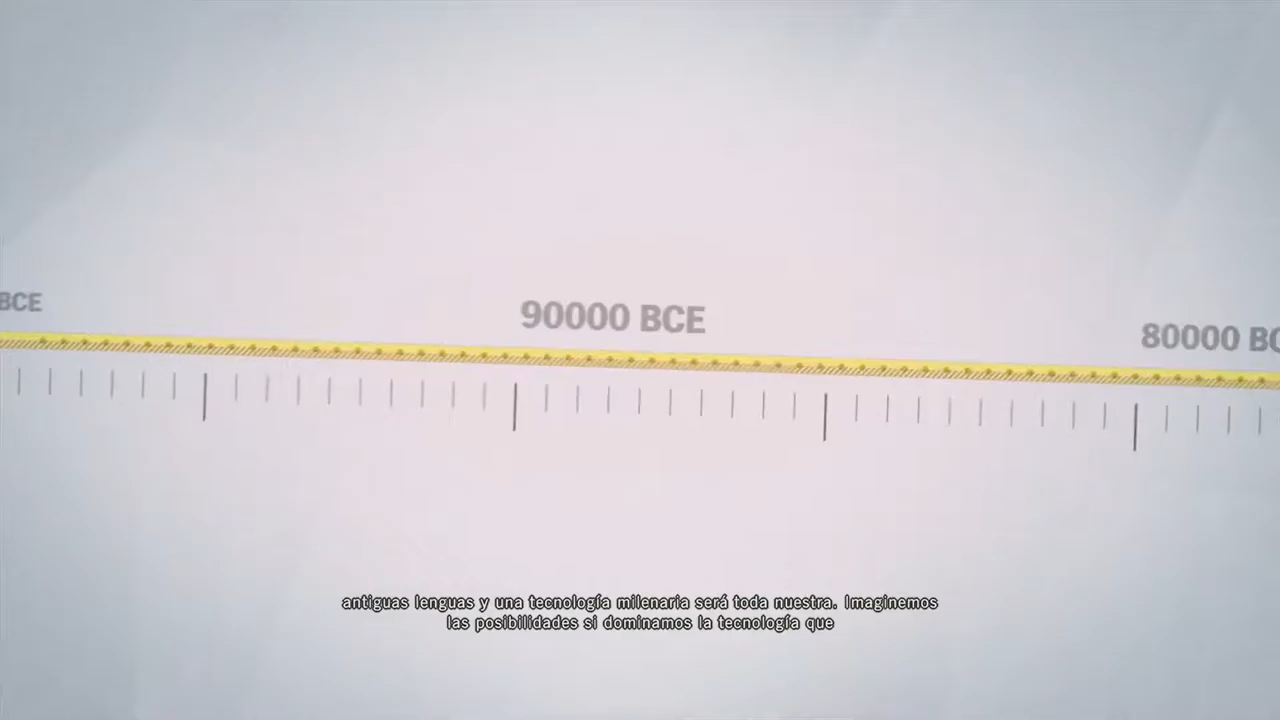 BCE
90000 BCE
80000 BC
antiguas lenguas y una tecnología milenaria será toda nuestra. Imaginemos
las posibilidades si dominamos la tecnología que